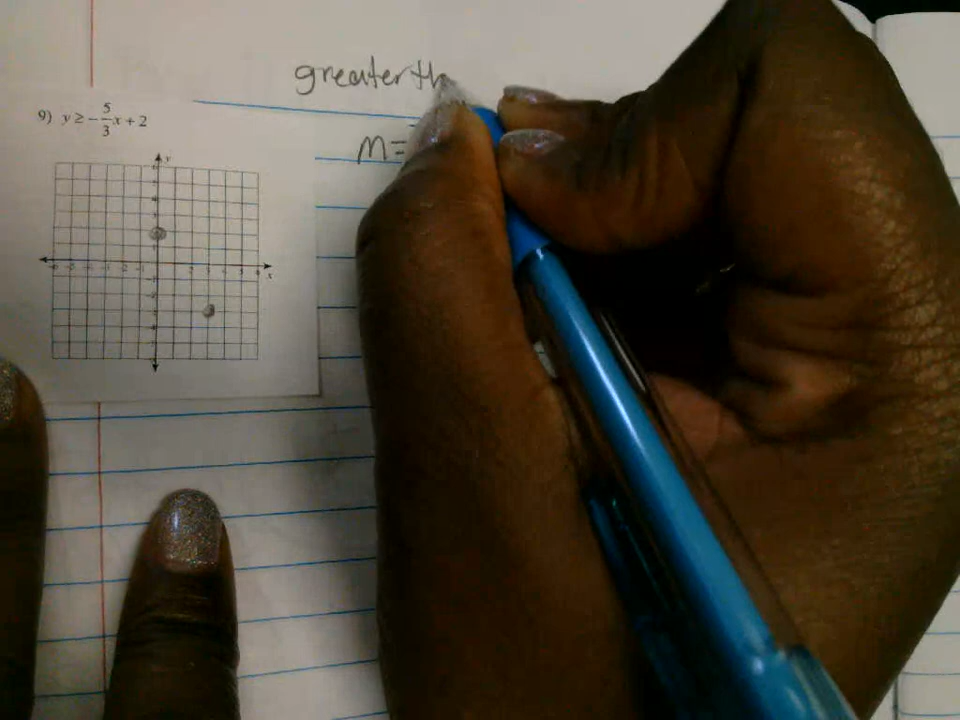 greater th
9) y ≥ -5/3x + 2
m=
y
x